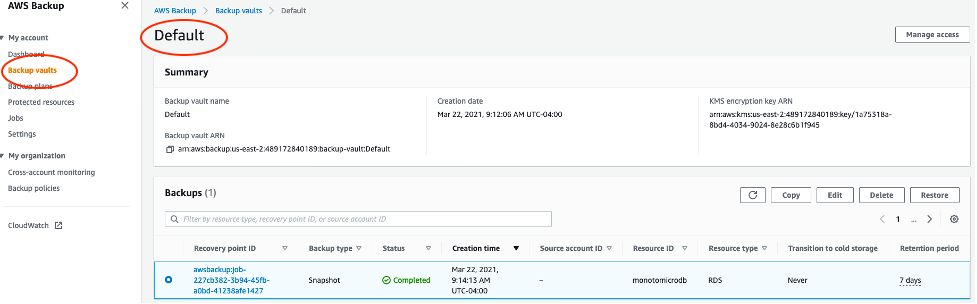 AWS Backup
AWS Backup > Backup vaults > Default
Default
Manage access
My account
Dashboard
Backup vaults
Backup plans
Protected resources
Jobs
Settings
My organization
Cross-account monitoring
Backup policies
CloudWatch
Summary
Backup vault name
Default
Creation date
Mar 22, 2021, 9:12:06 AM UTC-04:00
KMS encryption key ARN
arn:aws:kms:us-east-2:489172840189:key/1a75318a-
8bd4-4034-9024-8e28c6b1f945
Backup vault ARN
arn:aws:backup:us-east-2:489172840189:backup-vault:Default
Backups (1)
Copy Edit Delete Restore
Filter by resource type, recovery point ID, or source account ID
1 ...
Recovery point ID Backup type Status Creation time Source account ID Resource ID Resource type Transition to cold storage Retention period
awsbackup:job-
227cb382-3b94-45fb-
a0bd-41238afe1427
Snapshot
Completed
Mar 22, 2021,
9:14:13 AM
UTC-04:00
–
monotomicrodb
RDS
Never
7 days